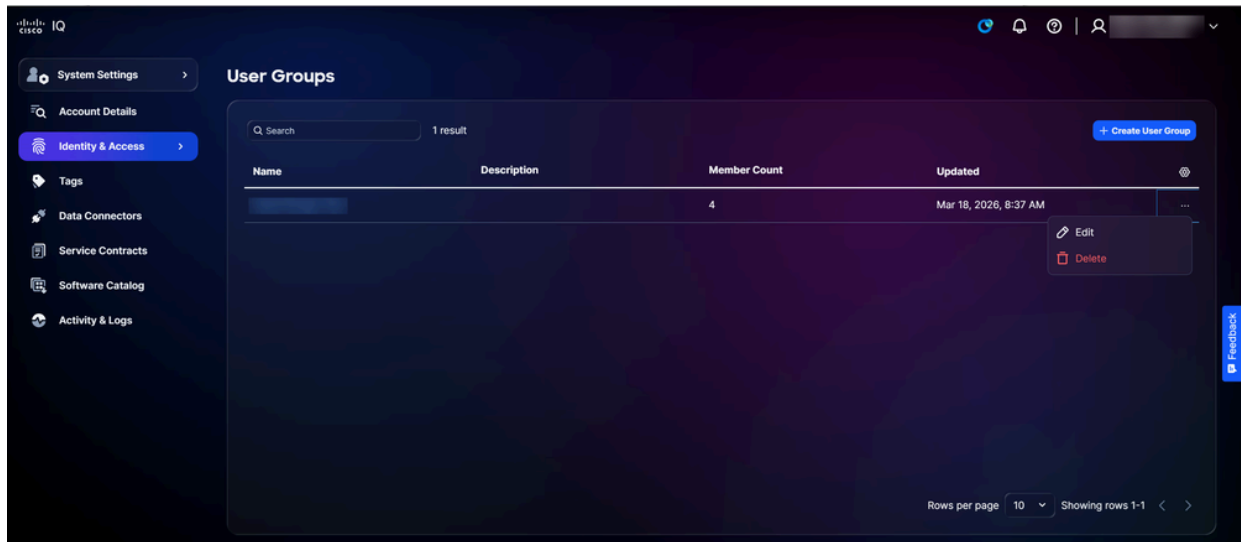 CISCO IQ
System Settings
User Groups
Account Details
Search
1 result
+ Create User Group
Identity & Access
Name Description Member Count Updated
Tags
4 Mar 18, 2026, 8:37 AM ...
Data Connectors
Edit
Service Contracts
Delete
Software Catalog
Activity & Logs
Feedback
Rows per page 10 Showing rows 1-1